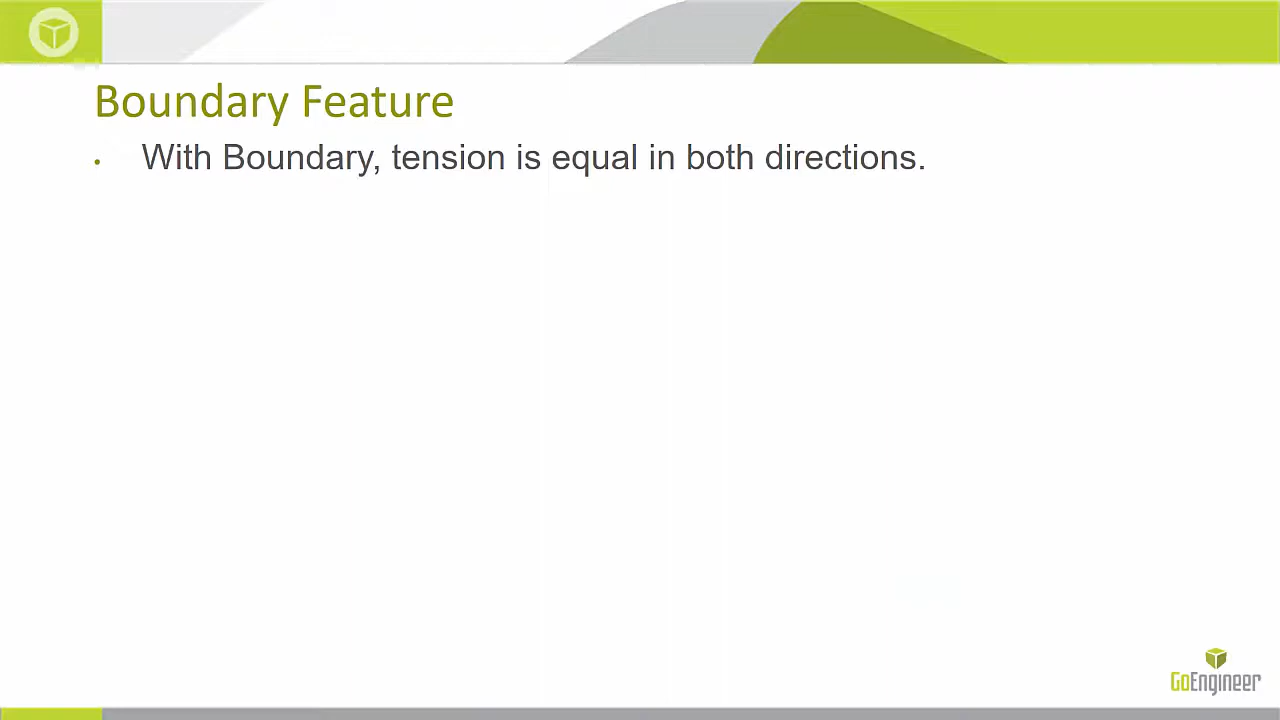 Boundary Feature
• With Boundary, tension is equal in both directions.
GoEngineer